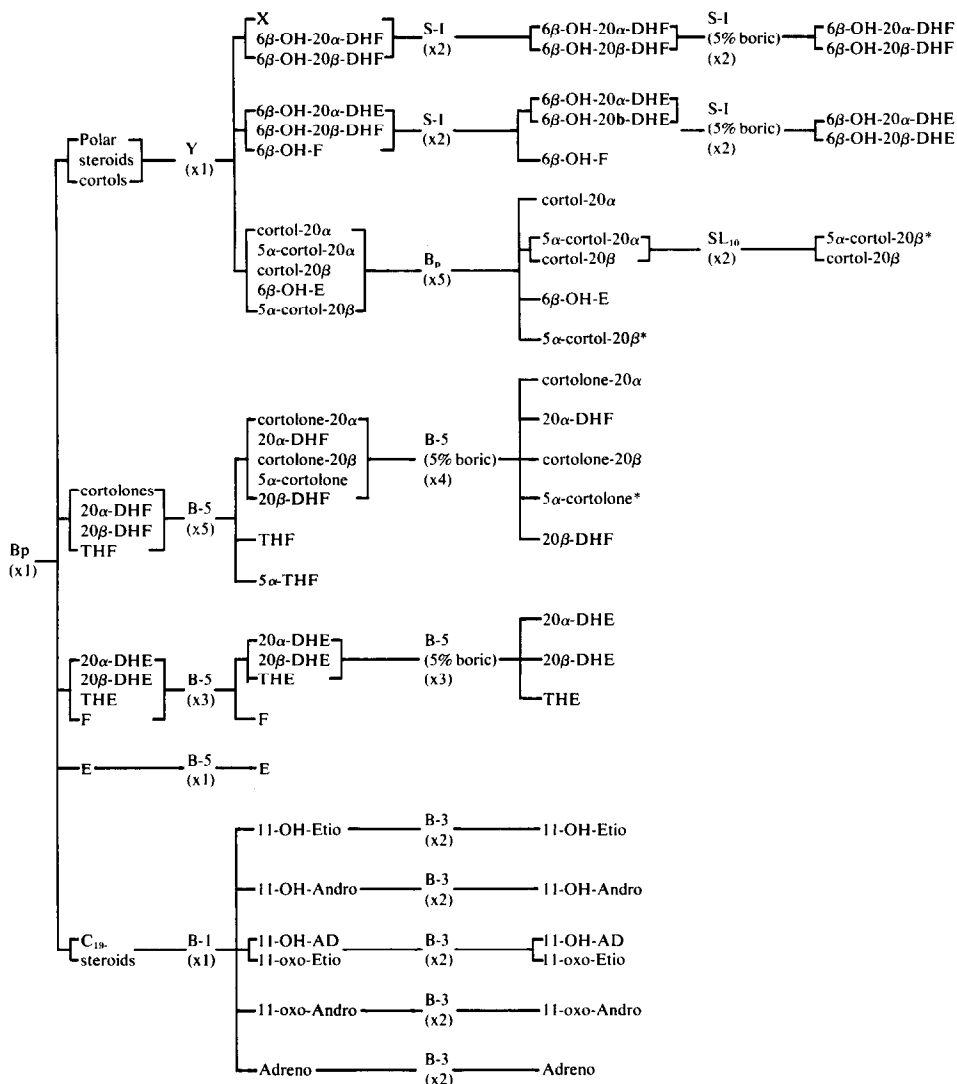 X
6β-OH-20α-DHF
6β-OH-20β-DHF
S-1
(x2)
6β-OH-20α-DHF
6β-OH-20β-DHF
S-1
(5% boric)
(x2)
6β-OH-20α-DHF
6β-OH-20β-DHF
Polar
steroids
cortols
Y
(x1)
6β-OH-20α-DHE
6β-OH-20β-DHF
6β-OH-F
S-1
(x2)
6β-OH-20α-DHE
6β-OH-20b-DHE
6β-OH-F
S-1
(5% boric)
(x2)
6β-OH-20α-DHE
6β-OH-20β-DHE
cortol-20α
5α-cortol-20α
cortol-20β
6β-OH-E
5α-cortol-20β
Bₚ
(x5)
cortol-20α
5α-cortol-20α
cortol-20β
6β-OH-E
5α-cortol-20β*
SL₁₀
(x2)
5α-cortol-20β*
cortol-20β
Bp
(x1)
cortolones
20α-DHF
20β-DHF
THF
B-5
(x5)
cortolone-20α
20α-DHF
cortolone-20β
5α-cortolone
20β-DHF
THF
5α-THF
B-5
(5% boric)
(x4)
cortolone-20α
20α-DHF
cortolone-20β
5α-cortolone*
20β-DHF
20α-DHE
20β-DHE
THE
F
B-5
(x3)
20α-DHE
20β-DHE
THE
F
B-5
(5% boric)
(x3)
20α-DHE
20β-DHE
THE
E
B-5
(x1)
E
C₁₉-
steroids
B-1
(x1)
11-OH-Etio
B-3
(x2)
11-OH-Etio
11-OH-Andro
B-3
(x2)
11-OH-Andro
11-OH-AD
11-oxo-Etio
B-3
(x2)
11-OH-AD
11-oxo-Etio
11-oxo-Andro
B-3
(x2)
11-oxo-Andro
Adreno
B-3
(x2)
Adreno